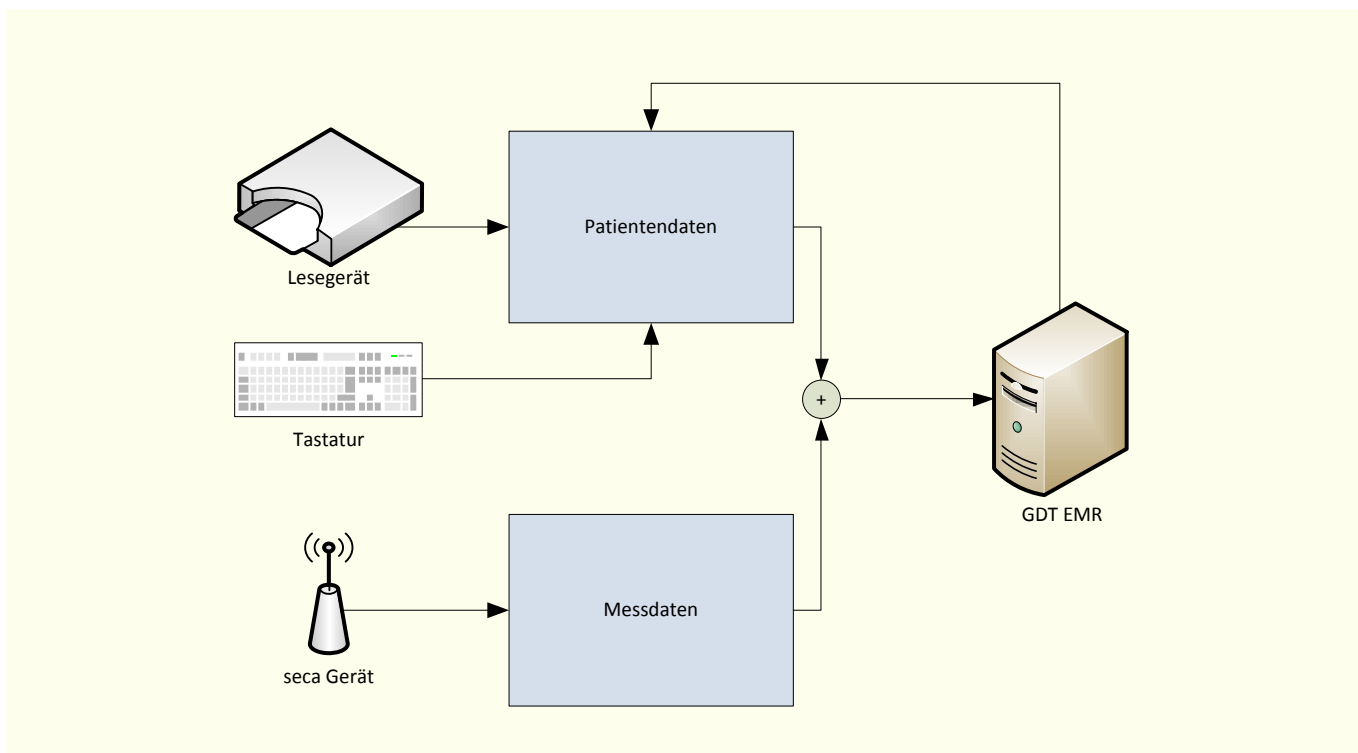 Patientendaten
Lesegerät
Tastatur
+
GDT EMR
Messdaten
seca Gerät